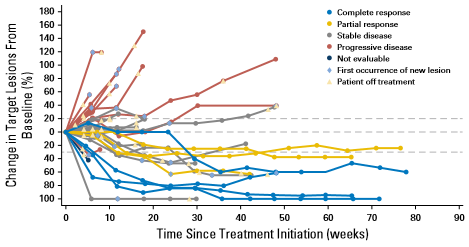 Change in Target Lesions From
Baseline (%)
180
160
140
120
100
80
60
40
20
0
20
40
60
80
100
0
10
20
30
40
50
60
70
80
90
Time Since Treatment Initiation (weeks)
Complete response
Partial response
Stable disease
Progressive disease
Not evaluable
First occurrence of new lesion
Patient off treatment